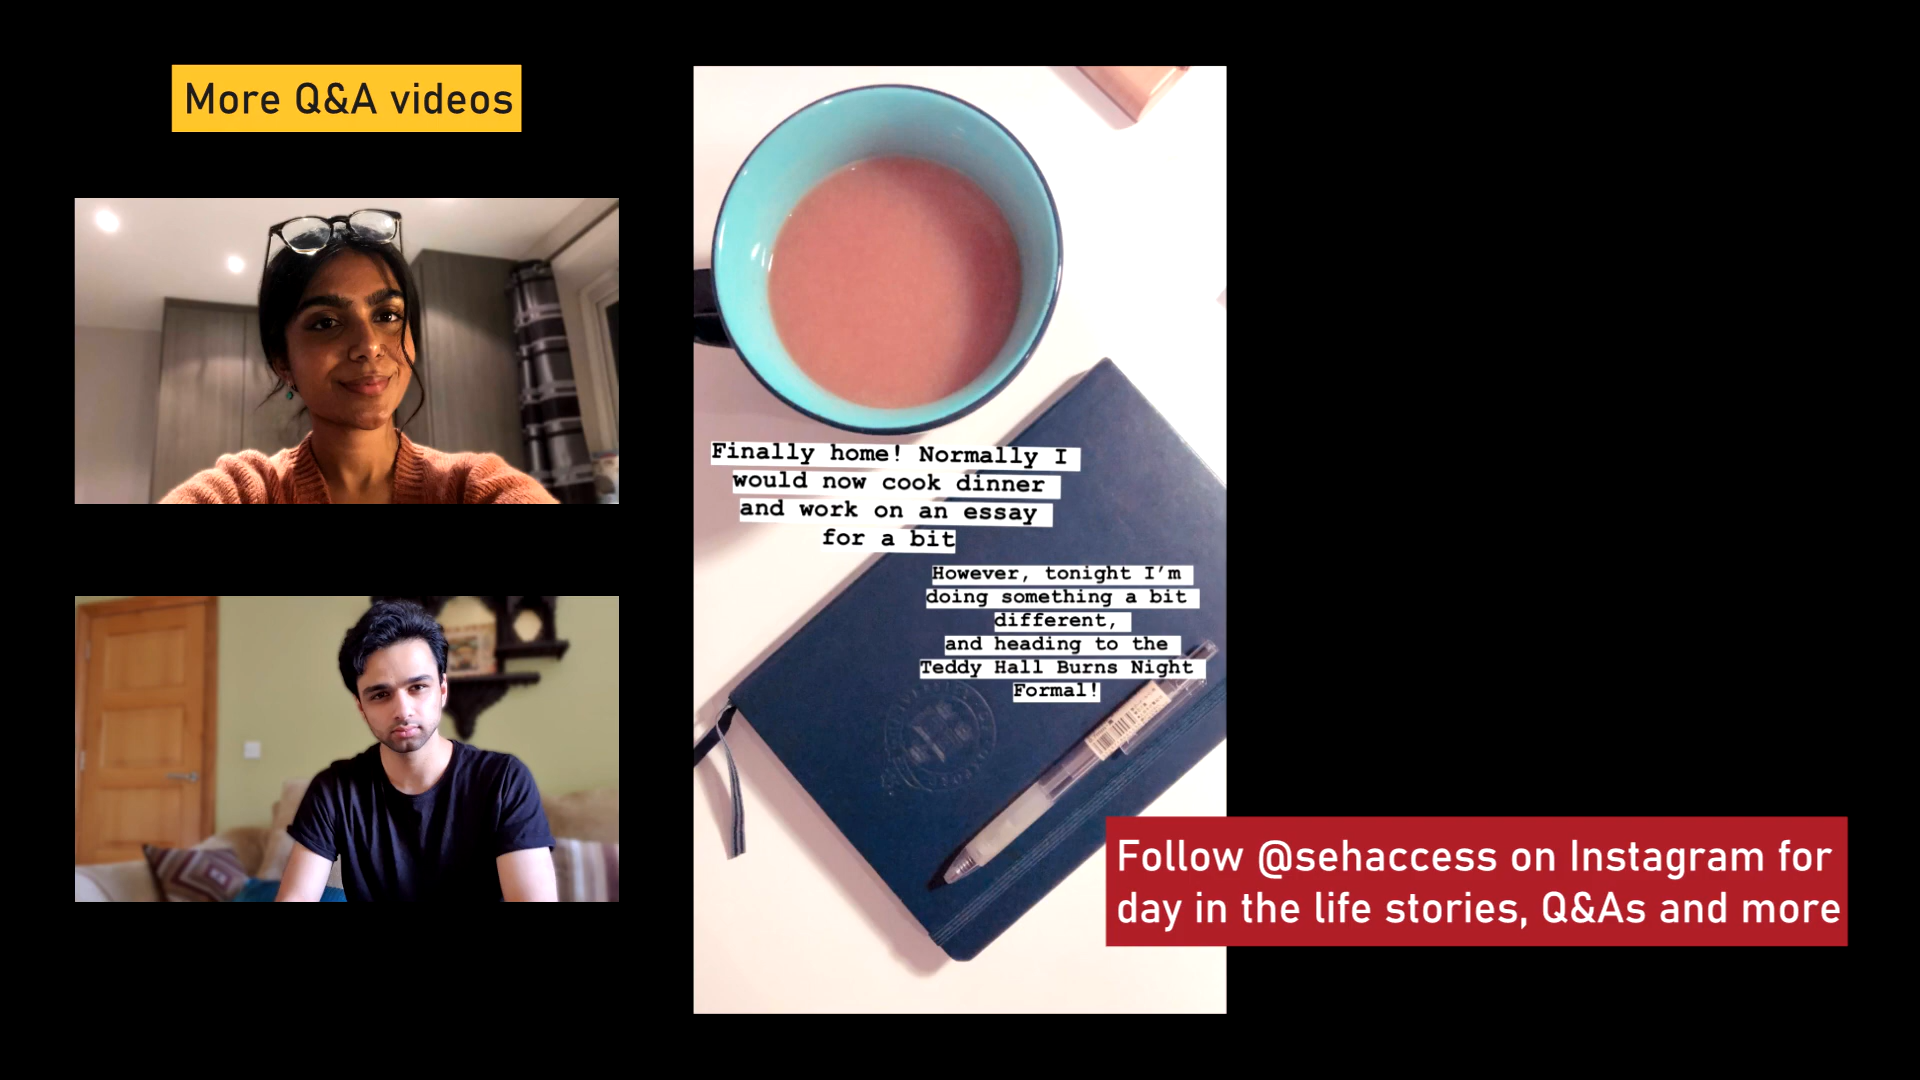 More Q&A videos
Finally home! Normally I
would now cook dinner
and work on an essay
for a bit
However, tonight I'm
doing something a bit
different,
and heading to the
Teddy Hall Burns Night
Formal!
Follow @sehaccess on Instagram for
day in the life stories, Q&As and more